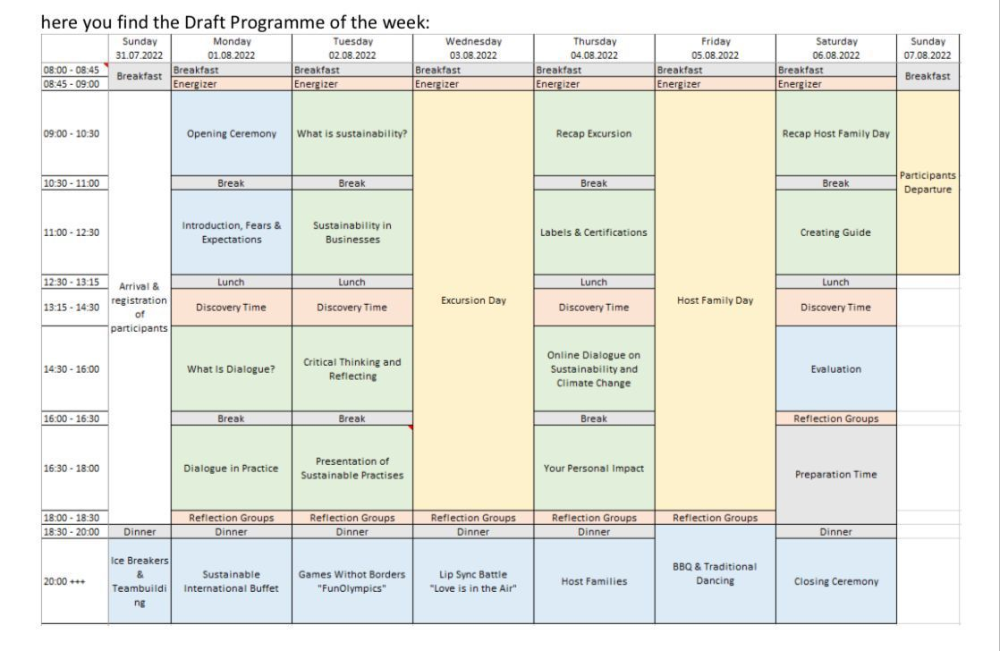 here you find the Draft Programme of the week:
Sunday Monday Tuesday Wednesday Thursday Friday Saturday Sunday
31.07.2022 01.08.2022 02.08.2022 03.08.2022 04.08.2022 05.08.2022 06.08.2022 07.08.2022
08:00 - 08:45 Breakfast Breakfast Breakfast Breakfast Breakfast Breakfast Breakfast Breakfast
08:45 - 09:00 Energizer Energizer Energizer Energizer Energizer Energizer
09:00 - 10:30 Opening Ceremony What is sustainability? Recap Excursion Recap Host Family Day
10:30 - 11:00 Break Break Break Break
Participants
Departure
11:00 - 12:30
Introduction, Fears &
Expectations
Sustainability in
Businesses
Labels & Certifications
Creating Guide
12:30 - 13:15 Lunch Lunch Lunch Lunch
Arrival &
registration
of
participants
Excursion Day
Host Family Day
13:15 - 14:30 Discovery Time Discovery Time Discovery Time Discovery Time
14:30 - 16:00
What Is Dialogue?
Critical Thinking and
Reflecting
Online Dialogue on
Sustainability and
Climate Change
Evaluation
16:00 - 16:30 Break Break Break Reflection Groups
16:30 - 18:00
Dialogue in Practice
Presentation of
Sustainable Practises
Your Personal Impact
Preparation Time
18:00 - 18:30 Reflection Groups Reflection Groups Reflection Groups Reflection Groups Reflection Groups
18:30 - 20:00 Dinner Dinner Dinner Dinner Dinner Dinner
20:00 +++
Ice Breakers
&
Teambuildi
ng
Sustainable
International Buffet
Games Withot Borders
"FunOlympics"
Lip Sync Battle
"Love is in the Air"
Host Families
BBQ & Traditional
Dancing
Closing Ceremony